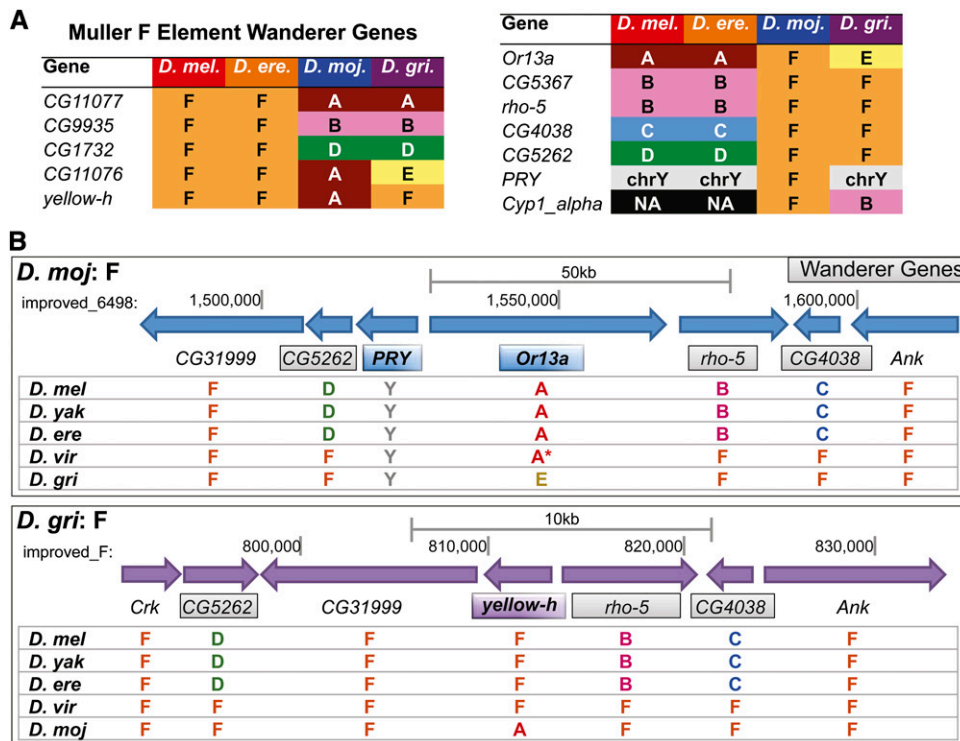 A
Muller F Element Wanderer Genes
Gene D. mel. D. ere. D. moj. D. gri.
CG11077 F F A A
CG9935 F F B B
CG1732 F F D D
CG11076 F F A E
yellow-h F F A F
Gene D. mel. D. ere. D. moj. D. gri.
Or13a A A F E
CG5367 B B F F
rho-5 B B F F
CG4038 C C F F
CG5262 D D F F
PRY chrY chrY F chrY
Cyp1_alpha NA NA F B
B
D. moj: F
50kb
Wanderer Genes
improved_6498: 1,500,000 1,550,000 1,600,000
CG31999 CG5262 PRY Or13a rho-5 CG4038 Ank
D. mel F D Y A B C F
D. yak F D Y A B C F
D. ere F D Y A B C F
D. vir F F Y A* F F F
D. gri F F Y E F F F
D. gri: F
10kb
improved_F: 800,000 810,000 820,000 830,000
Crk CG5262 CG31999 yellow-h rho-5 CG4038 Ank
D. mel F D F F B C F
D. yak F D F F B C F
D. ere F D F F B C F
D. vir F F F F F F F
D. moj F F F A F F F